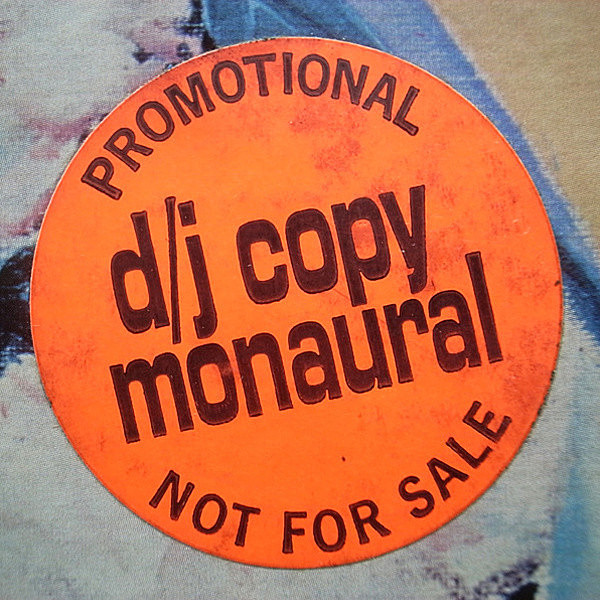 PROMOTIONAL
d/j copy
monaural
NOT FOR SALE